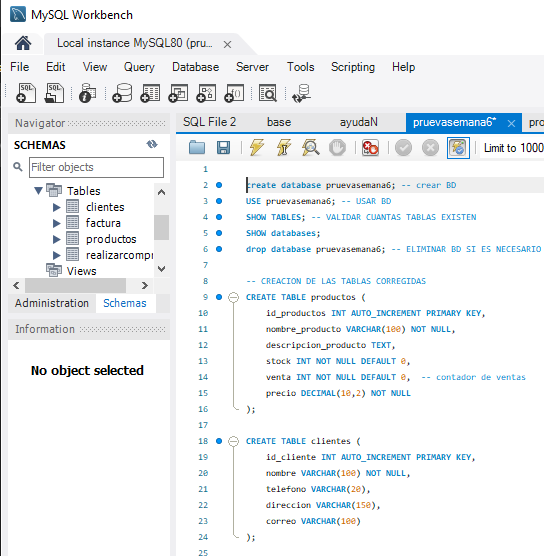 MySQL Workbench
Local instance MySQL80 (pru... ×
File Edit View Query Database Server Tools Scripting Help
Navigator
SCHEMAS
Filter objects
Tables
clientes
factura
productos
realizarcompr
Views
Administration Schemas
Information
No object selected
SQL File 2 base ayudaN pruevasemana6* × pro
Limit to 1000
1
2 create database pruevasemana6; -- crear BD
3 USE pruevasemana6; -- USAR BD
4 SHOW TABLES; -- VALIDAR CUANTAS TABLAS EXISTEN
5 SHOW databases;
6 drop database pruevasemana6; -- ELIMINAR BD SI ES NECESARIO
7
8 -- CREACION DE LAS TABLAS CORREGIDAS
9 CREATE TABLE productos (
10 id_productos INT AUTO_INCREMENT PRIMARY KEY,
11 nombre_producto VARCHAR(100) NOT NULL,
12 descripcion_producto TEXT,
13 stock INT NOT NULL DEFAULT 0,
14 venta INT NOT NULL DEFAULT 0, -- contador de ventas
15 precio DECIMAL(10,2) NOT NULL
16 );
17
18 CREATE TABLE clientes (
19 id_cliente INT AUTO_INCREMENT PRIMARY KEY,
20 nombre VARCHAR(100) NOT NULL,
21 telefono VARCHAR(20),
22 direccion VARCHAR(150),
23 correo VARCHAR(100)
24 );
25